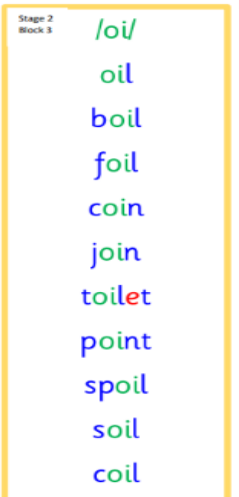 Stage 2
Block 3
/oi/
oil
boil
foil
coin
join
toilet
point
spoil
soil
coil